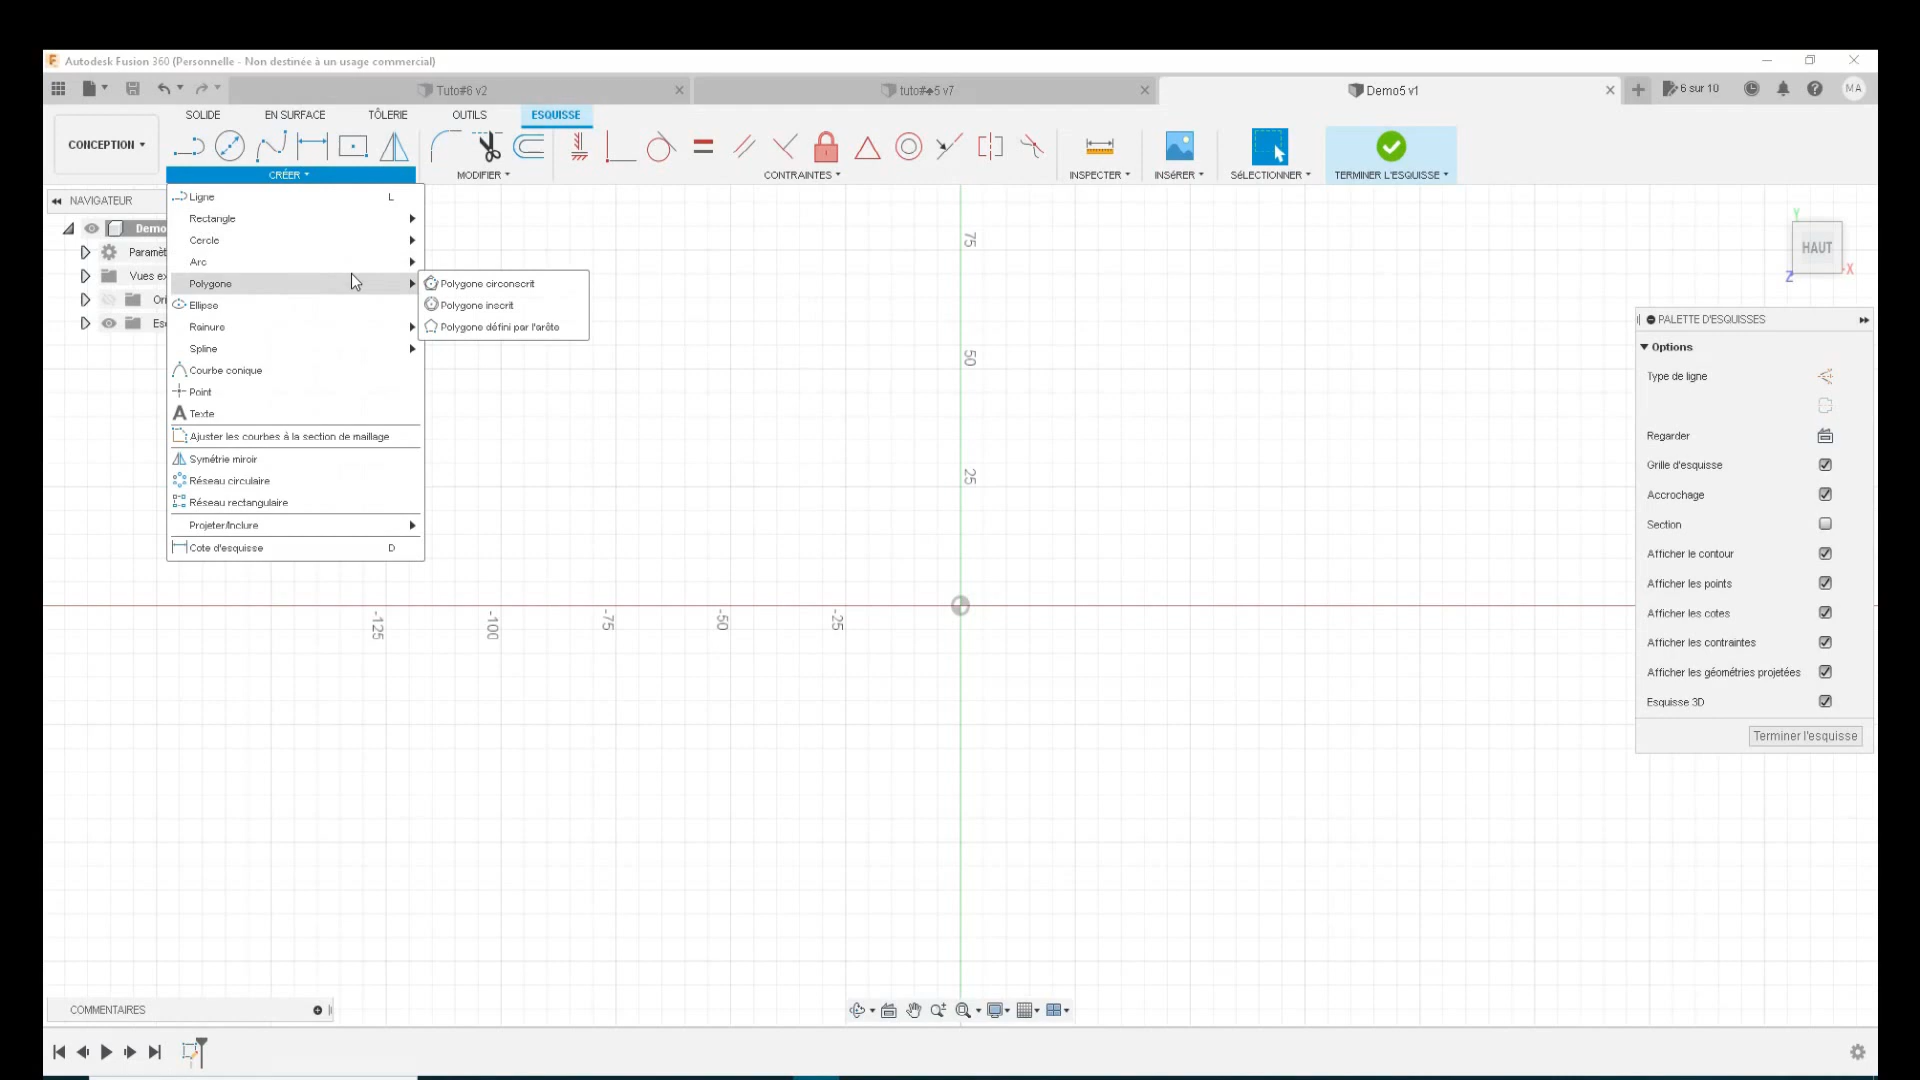 Autodesk Fusion 360 (Personnelle - Non destinée à un usage commercial)
Tuto#6 v2
tuto#♠5 v7
Demo5 v1
6 sur 10
MA
SOLIDE
EN SURFACE
TÔLERIE
OUTILS
ESQUISSE
CONCEPTION
CRÉER
MODIFIER
CONTRAINTES
INSPECTER
INSÉRER
SÉLECTIONNER
TERMINER L'ESQUISSE
NAVIGATEUR
Demo
Paramèt
Vues ex
Ori
Es
Ligne L
Rectangle
Cercle
Arc
Polygone
Ellipse
Rainure
Spline
Courbe conique
Point
Texte
Ajuster les courbes à la section de maillage
Symétrie miroir
Réseau circulaire
Réseau rectangulaire
Projeter/Inclure
Cote d'esquisse D
Polygone circonscrit
Polygone inscrit
Polygone défini par l'arête
75
50
25
-125
-100
-75
-50
-25
Y
HAUT
Z
X
PALETTE D'ESQUISSES
Options
Type de ligne
Regarder
Grille d'esquisse
Accrochage
Section
Afficher le contour
Afficher les points
Afficher les cotes
Afficher les contraintes
Afficher les géométries projetées
Esquisse 3D
Terminer l'esquisse
COMMENTAIRES